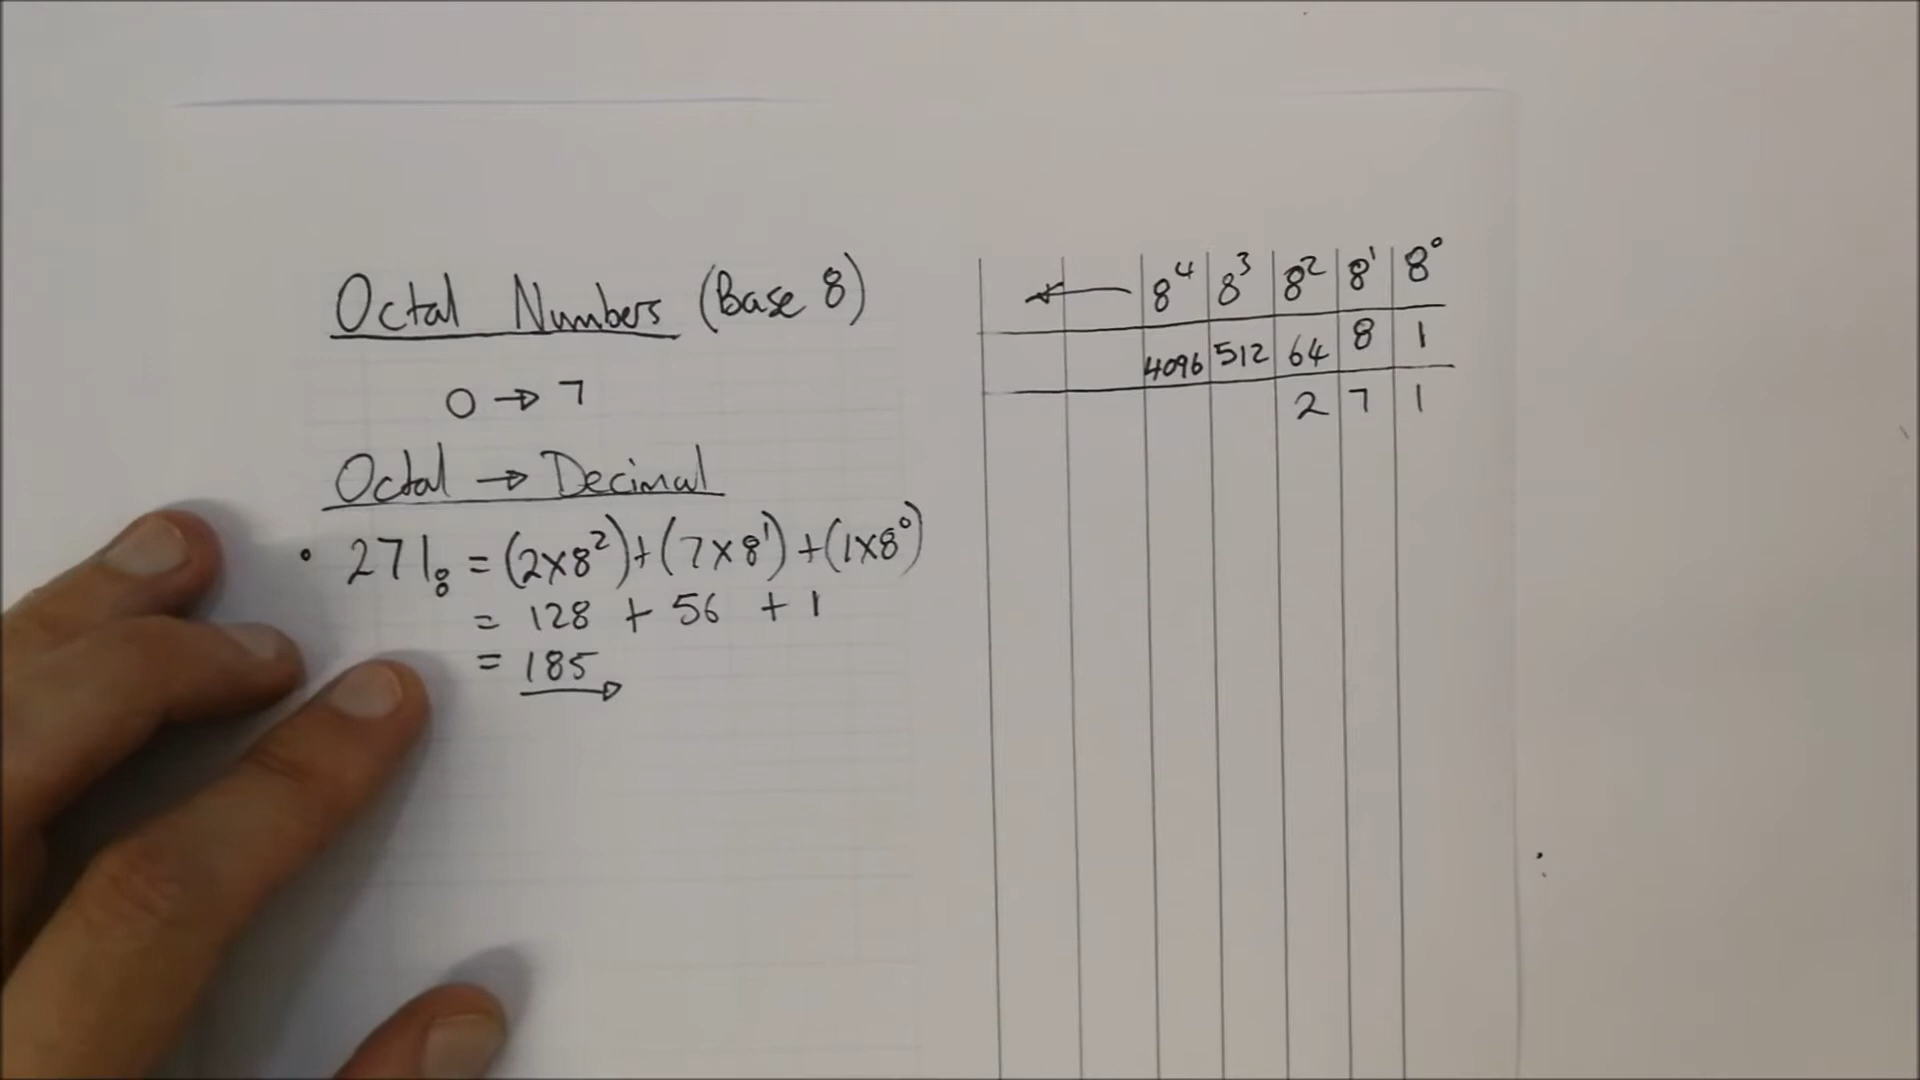 Octal Numbers (Base 8)
0 → 7
Octal → Decimal
• 271₈ = (2×8²)+(7×8¹)+(1×8⁰)
= 128 + 56 + 1
= 185
← 8⁴ 8³ 8² 8¹ 8⁰
4096 512 64 8 1
2 7 1